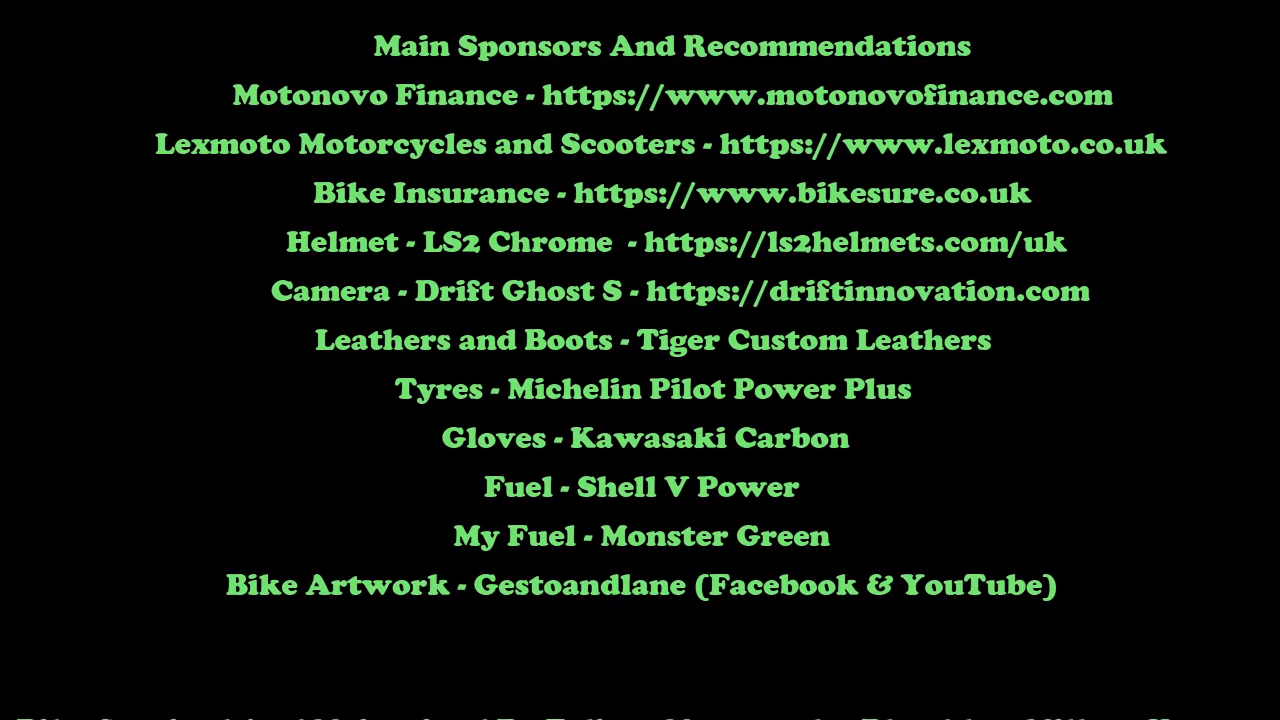 Main Sponsors And Recommendations
Motonovo Finance - https://www.motonovofinance.com
Lexmoto Motorcycles and Scooters - https://www.lexmoto.co.uk
Bike Insurance - https://www.bikesure.co.uk
Helmet - LS2 Chrome  - https://ls2helmets.com/uk
Camera - Drift Ghost S - https://driftinnovation.com
Leathers and Boots - Tiger Custom Leathers
Tyres - Michelin Pilot Power Plus
Gloves - Kawasaki Carbon
Fuel - Shell V Power
My Fuel - Monster Green
Bike Artwork - Gestoandlane (Facebook & YouTube)